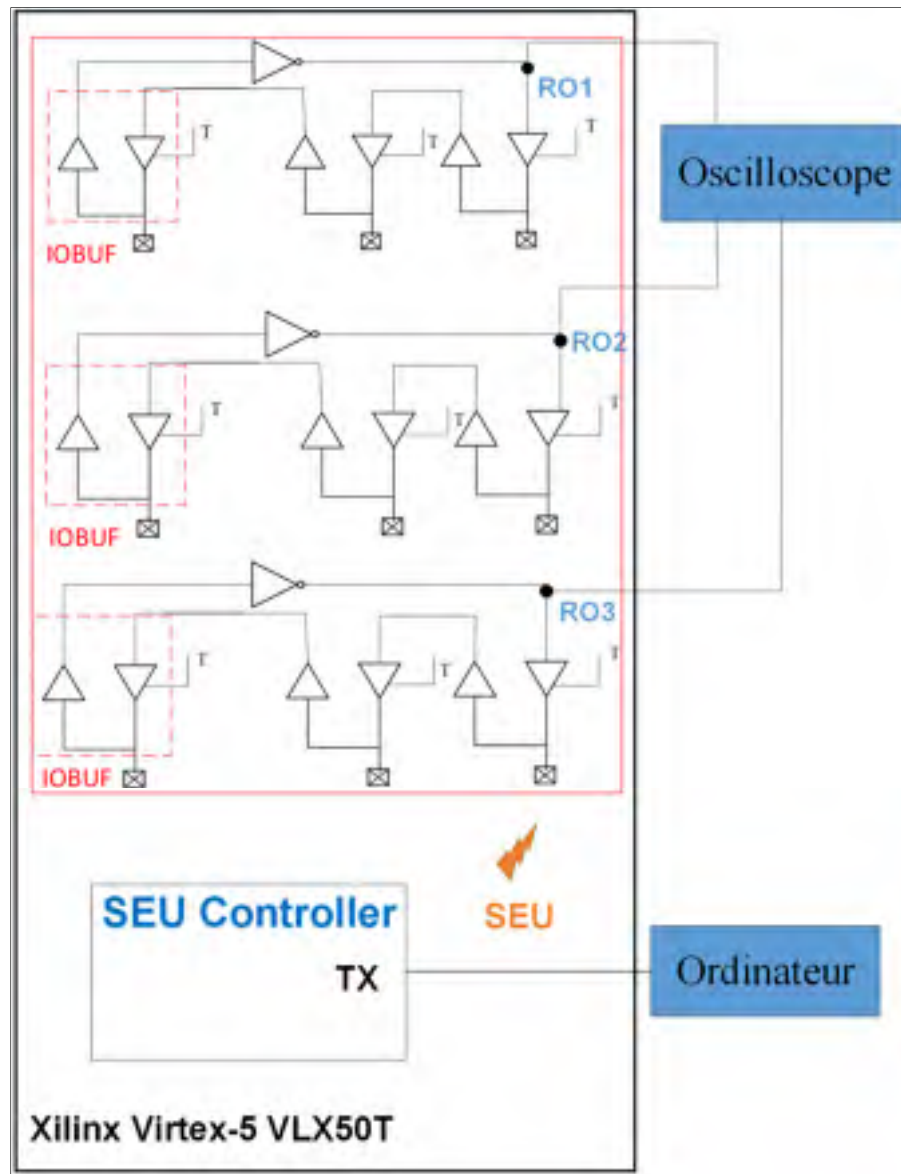 RO1
T
T
T
Oscilloscope
IOBUF
RO2
T
T
T
IOBUF
RO3
T
T
T
IOBUF
SEU
SEU Controller
TX
Ordinateur
Xilinx Virtex-5 VLX50T